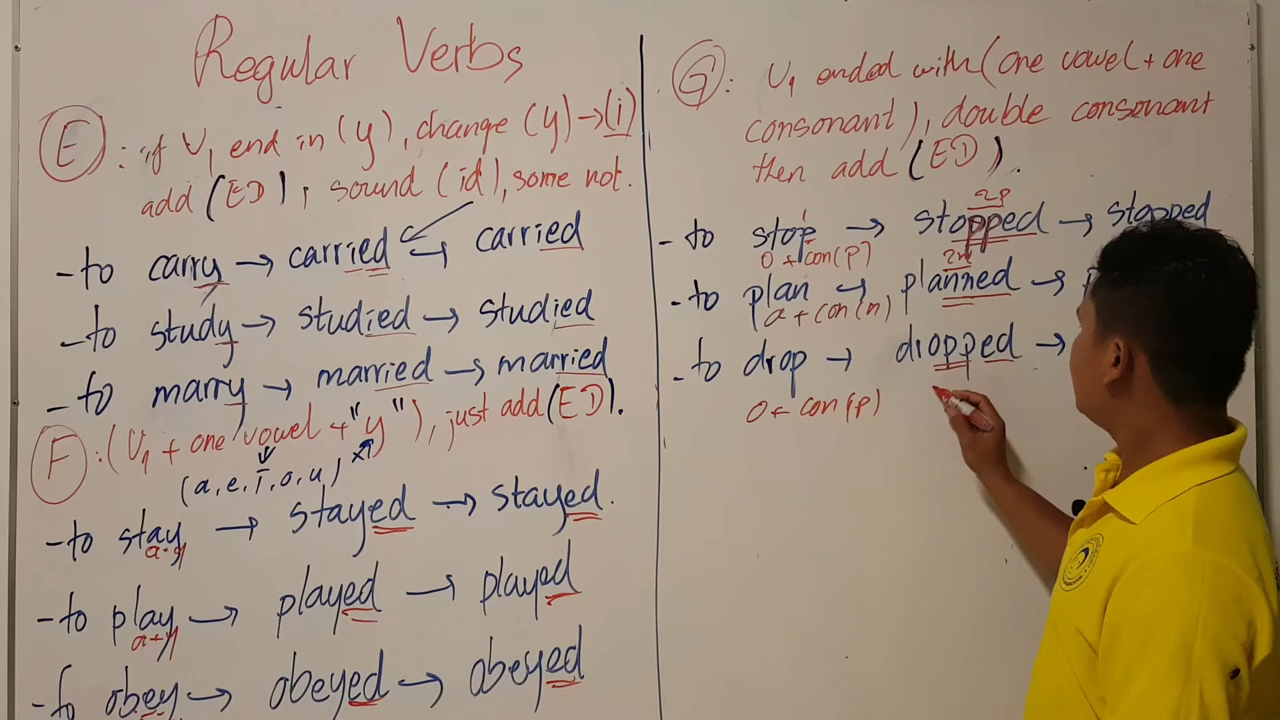 Regular Verbs
(E): if V1 end in (y), change (y) → (i)
add (ED), sound (id), some not.
- to carry → carried → carried
- to study → studied → studied
- to marry → married → married
(F): (V1 + one vowel + "y"), just add (ED).
(a, e, i, o, u)
- to stay → stayed → stayed.
a+y
- to play → played → played
a+y
- to obey → obeyed → obeyed
(G): V1 ended with (one vowel + one
consonant), double consonant
then add (ED).
2p
- to stop → stopped → stopped
o + con(p)
2n
- to plan → planned → p
a + con(n)
- to drop → dropped →
o + con(p)